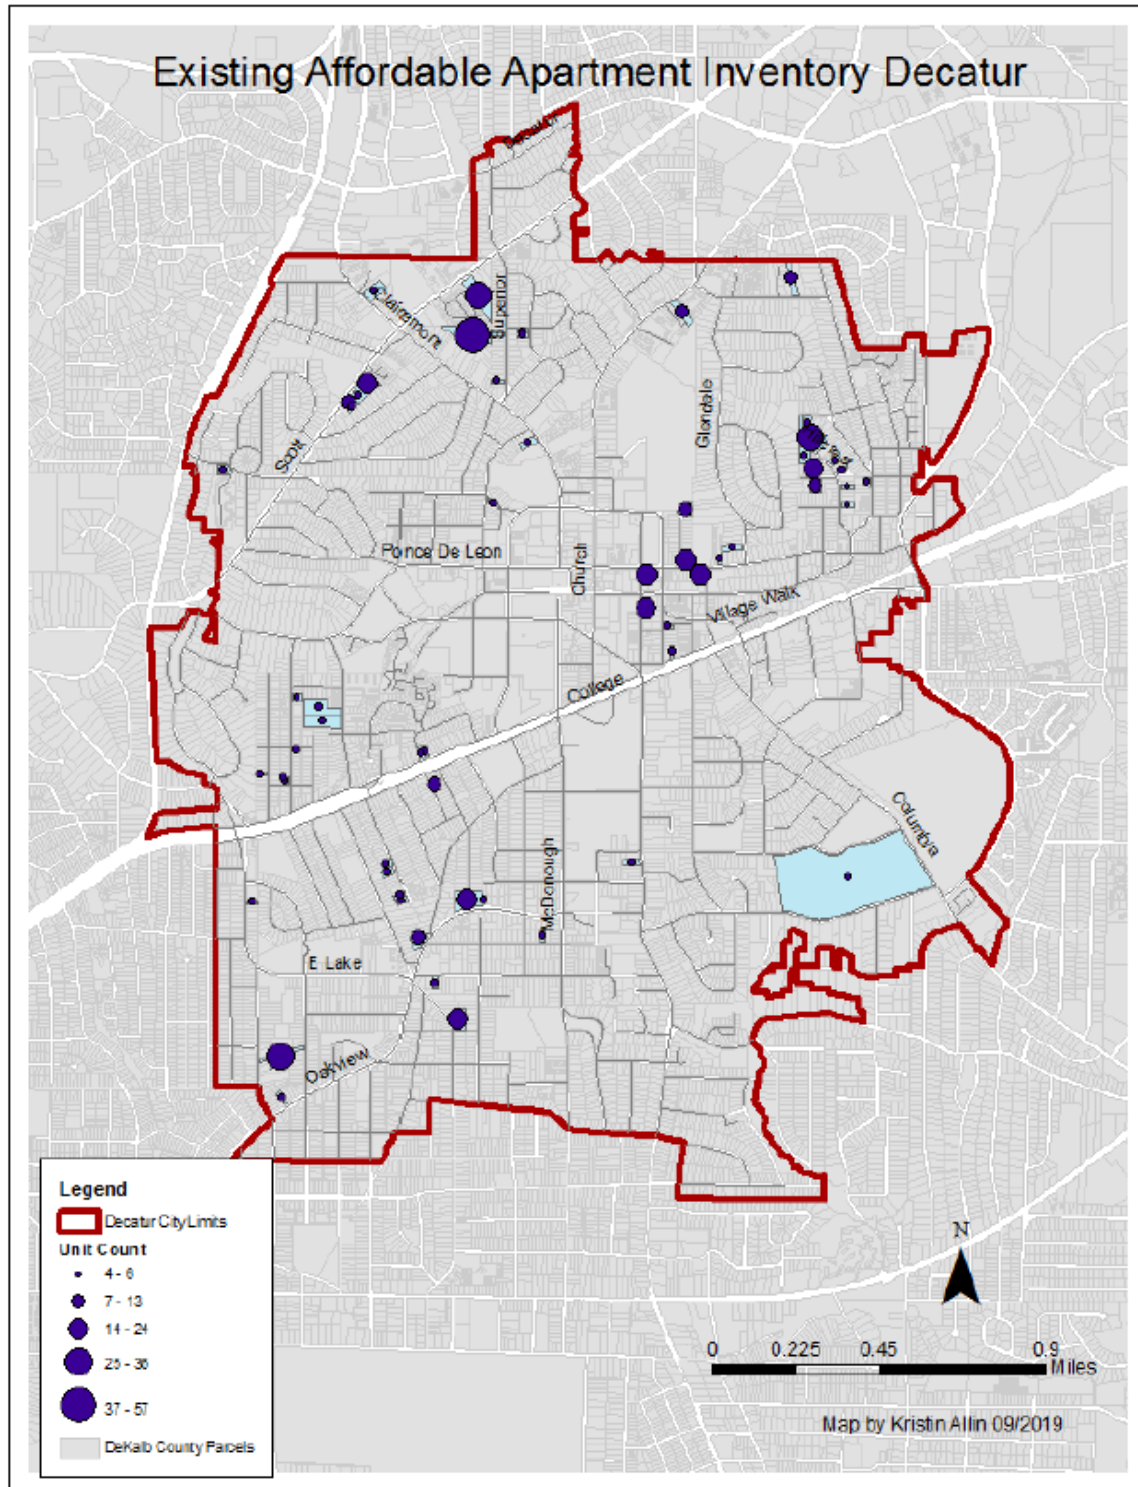 Existing Affordable Apartment Inventory Decatur
Superior
Clairemont
Glendale
Scott
Ponce De Leon
Church
Village Walk
College
Columbia
McDonough
E Lake
Oakview
Legend
Decatur City Limits
Unit Count
4 - 6
7 - 13
14 - 24
25 - 36
37 - 57
DeKalb County Parcels
N
0 0.225 0.45 0.9
Miles
Map by Kristin Allin 09/2019